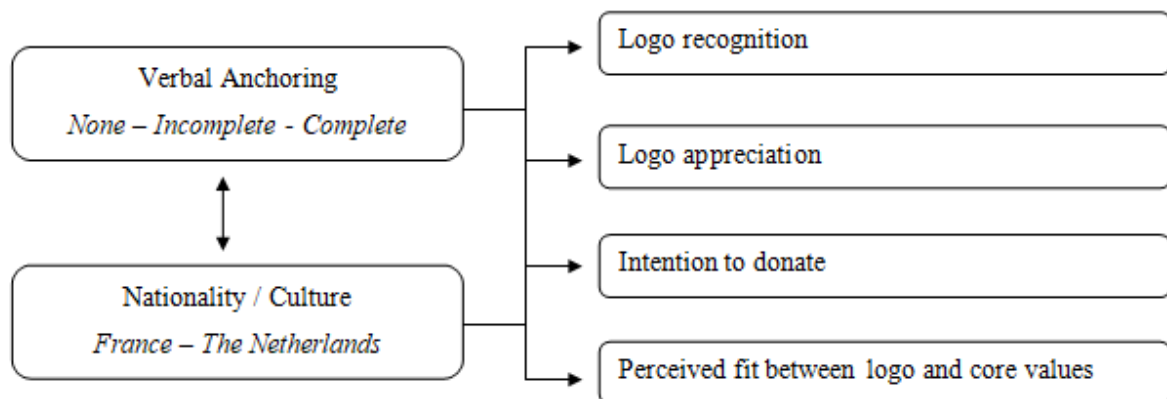 Verbal Anchoring
None – Incomplete - Complete
Nationality / Culture
France – The Netherlands
Logo recognition
Logo appreciation
Intention to donate
Perceived fit between logo and core values